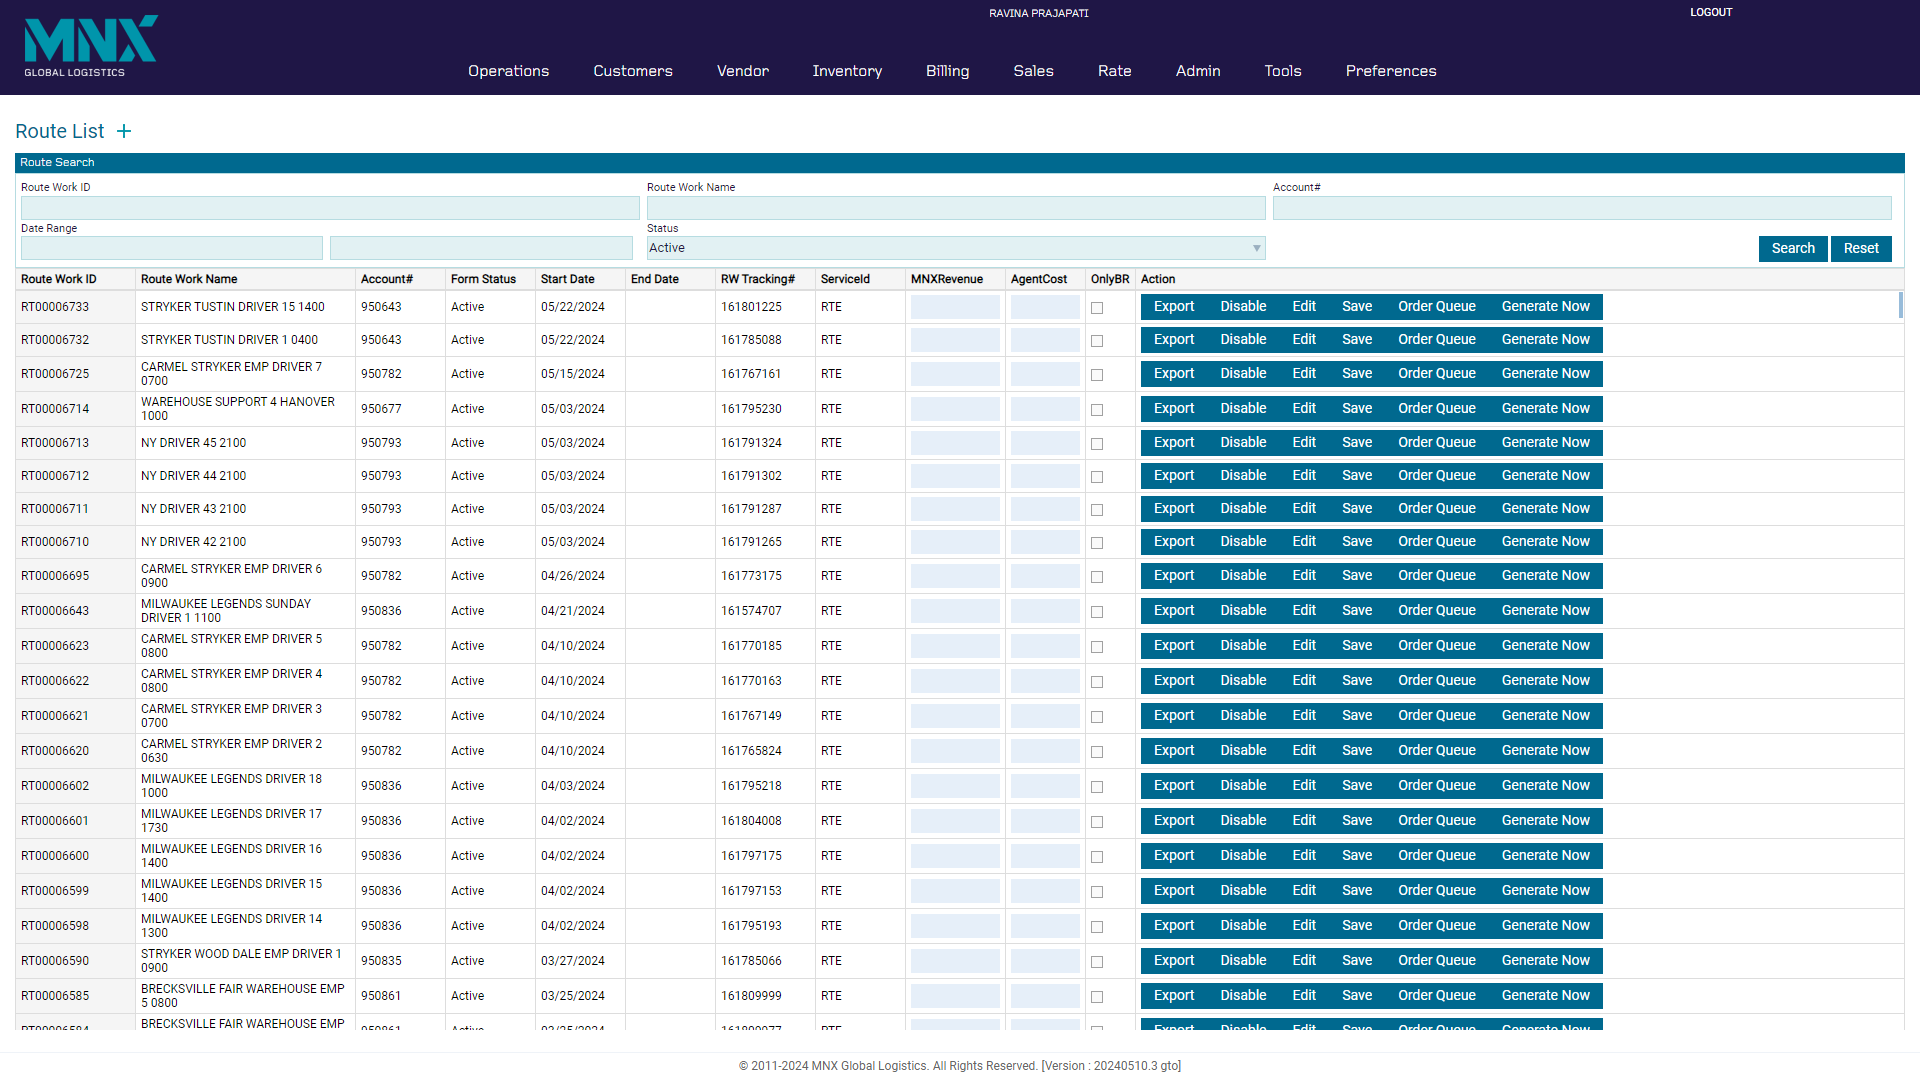 MNX
GLOBAL LOGISTICS
RAVINA PRAJAPATI
LOGOUT
Operations Customers Vendor Inventory Billing Sales Rate Admin Tools Preferences
Route List +
Route Search
Route Work ID Route Work Name Account#
Date Range Status
Active
Search Reset
Route Work ID Route Work Name Account# Form Status Start Date End Date RW Tracking# ServiceId MNXRevenue AgentCost OnlyBR Action
RT00006733 STRYKER TUSTIN DRIVER 15 1400 950643 Active 05/22/2024 161801225 RTE Export Disable Edit Save Order Queue Generate Now
RT00006732 STRYKER TUSTIN DRIVER 1 0400 950643 Active 05/22/2024 161785088 RTE Export Disable Edit Save Order Queue Generate Now
RT00006725 CARMEL STRYKER EMP DRIVER 7 0700 950782 Active 05/15/2024 161767161 RTE Export Disable Edit Save Order Queue Generate Now
RT00006714 WAREHOUSE SUPPORT 4 HANOVER 1000 950677 Active 05/03/2024 161795230 RTE Export Disable Edit Save Order Queue Generate Now
RT00006713 NY DRIVER 45 2100 950793 Active 05/03/2024 161791324 RTE Export Disable Edit Save Order Queue Generate Now
RT00006712 NY DRIVER 44 2100 950793 Active 05/03/2024 161791302 RTE Export Disable Edit Save Order Queue Generate Now
RT00006711 NY DRIVER 43 2100 950793 Active 05/03/2024 161791287 RTE Export Disable Edit Save Order Queue Generate Now
RT00006710 NY DRIVER 42 2100 950793 Active 05/03/2024 161791265 RTE Export Disable Edit Save Order Queue Generate Now
RT00006695 CARMEL STRYKER EMP DRIVER 6 0900 950782 Active 04/26/2024 161773175 RTE Export Disable Edit Save Order Queue Generate Now
RT00006643 MILWAUKEE LEGENDS SUNDAY DRIVER 1 1100 950836 Active 04/21/2024 161574707 RTE Export Disable Edit Save Order Queue Generate Now
RT00006623 CARMEL STRYKER EMP DRIVER 5 0800 950782 Active 04/10/2024 161770185 RTE Export Disable Edit Save Order Queue Generate Now
RT00006622 CARMEL STRYKER EMP DRIVER 4 0800 950782 Active 04/10/2024 161770163 RTE Export Disable Edit Save Order Queue Generate Now
RT00006621 CARMEL STRYKER EMP DRIVER 3 0700 950782 Active 04/10/2024 161767149 RTE Export Disable Edit Save Order Queue Generate Now
RT00006620 CARMEL STRYKER EMP DRIVER 2 0630 950782 Active 04/10/2024 161765824 RTE Export Disable Edit Save Order Queue Generate Now
RT00006602 MILWAUKEE LEGENDS DRIVER 18 1000 950836 Active 04/03/2024 161795218 RTE Export Disable Edit Save Order Queue Generate Now
RT00006601 MILWAUKEE LEGENDS DRIVER 17 1730 950836 Active 04/02/2024 161804008 RTE Export Disable Edit Save Order Queue Generate Now
RT00006600 MILWAUKEE LEGENDS DRIVER 16 1400 950836 Active 04/02/2024 161797175 RTE Export Disable Edit Save Order Queue Generate Now
RT00006599 MILWAUKEE LEGENDS DRIVER 15 1400 950836 Active 04/02/2024 161797153 RTE Export Disable Edit Save Order Queue Generate Now
RT00006598 MILWAUKEE LEGENDS DRIVER 14 1300 950836 Active 04/02/2024 161795193 RTE Export Disable Edit Save Order Queue Generate Now
RT00006590 STRYKER WOOD DALE EMP DRIVER 1 0900 950835 Active 03/27/2024 161785066 RTE Export Disable Edit Save Order Queue Generate Now
RT00006585 BRECKSVILLE FAIR WAREHOUSE EMP 5 0800 950861 Active 03/25/2024 161809999 RTE Export Disable Edit Save Order Queue Generate Now
RT00006584 BRECKSVILLE FAIR WAREHOUSE EMP 950861 Active 03/25/2024 RTE Export Disable Edit Save Order Queue Generate Now
© 2011-2024 MNX Global Logistics. All Rights Reserved. [Version : 20240510.3 gto]